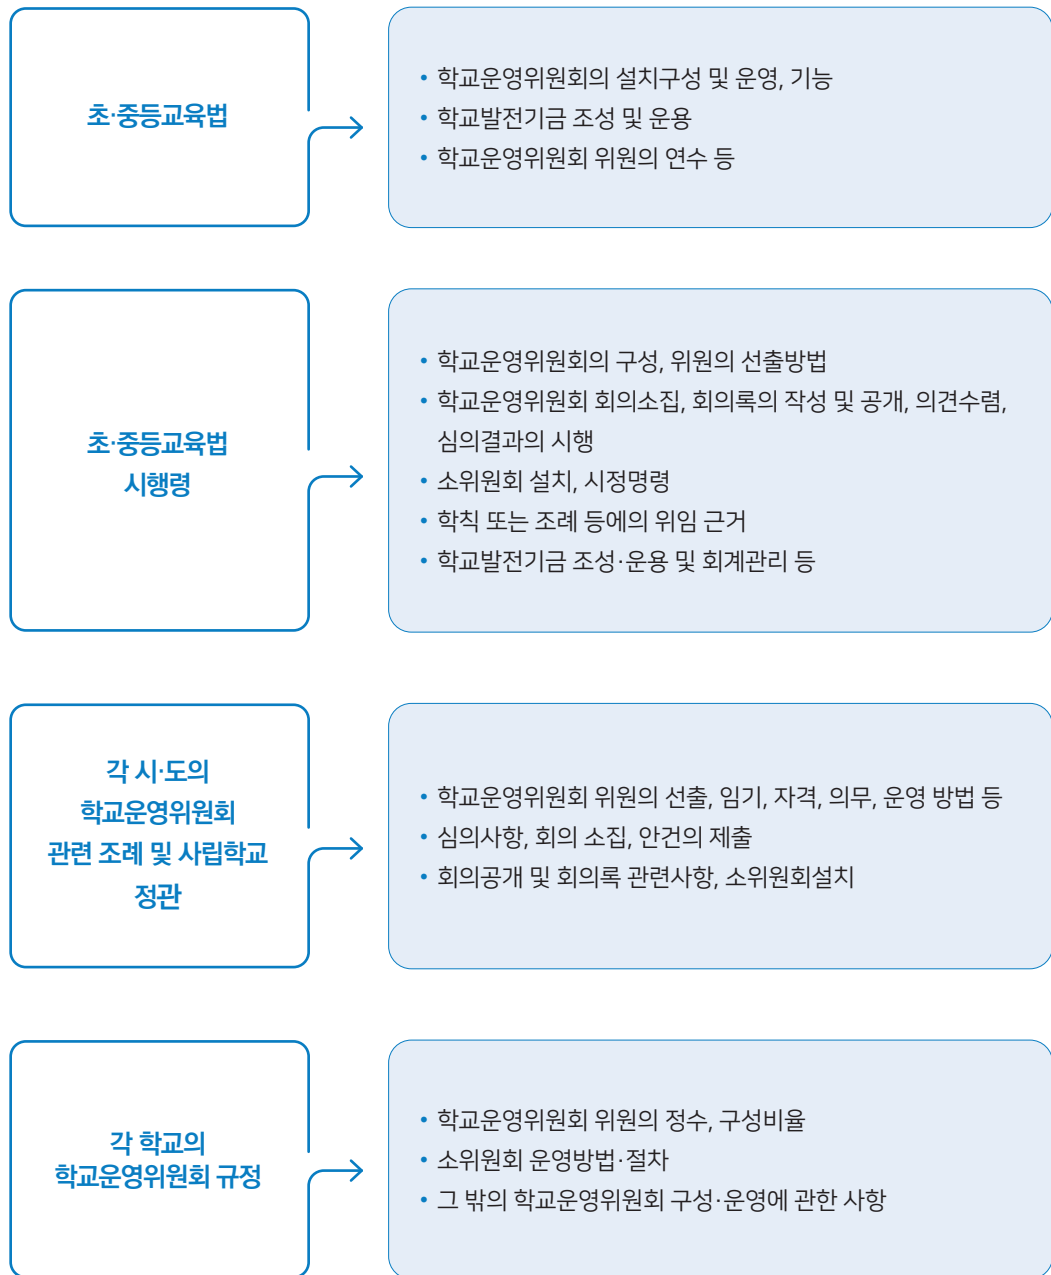 초·중등교육법
• 학교운영위원회의 설치구성 및 운영, 기능
• 학교발전기금 조성 및 운용
• 학교운영위원회 위원의 연수 등
초·중등교육법
시행령
• 학교운영위원회의 구성, 위원의 선출방법
• 학교운영위원회 회의소집, 회의록의 작성 및 공개, 의견수렴,
심의결과의 시행
• 소위원회 설치, 시정명령
• 학칙 또는 조례 등에의 위임 근거
• 학교발전기금 조성·운용 및 회계관리 등
각 시·도의
학교운영위원회
관련 조례 및 사립학교
정관
• 학교운영위원회 위원의 선출, 임기, 자격, 의무, 운영 방법 등
• 심의사항, 회의 소집, 안건의 제출
• 회의공개 및 회의록 관련사항, 소위원회설치
각 학교의
학교운영위원회 규정
• 학교운영위원회 위원의 정수, 구성비율
• 소위원회 운영방법·절차
• 그 밖의 학교운영위원회 구성·운영에 관한 사항